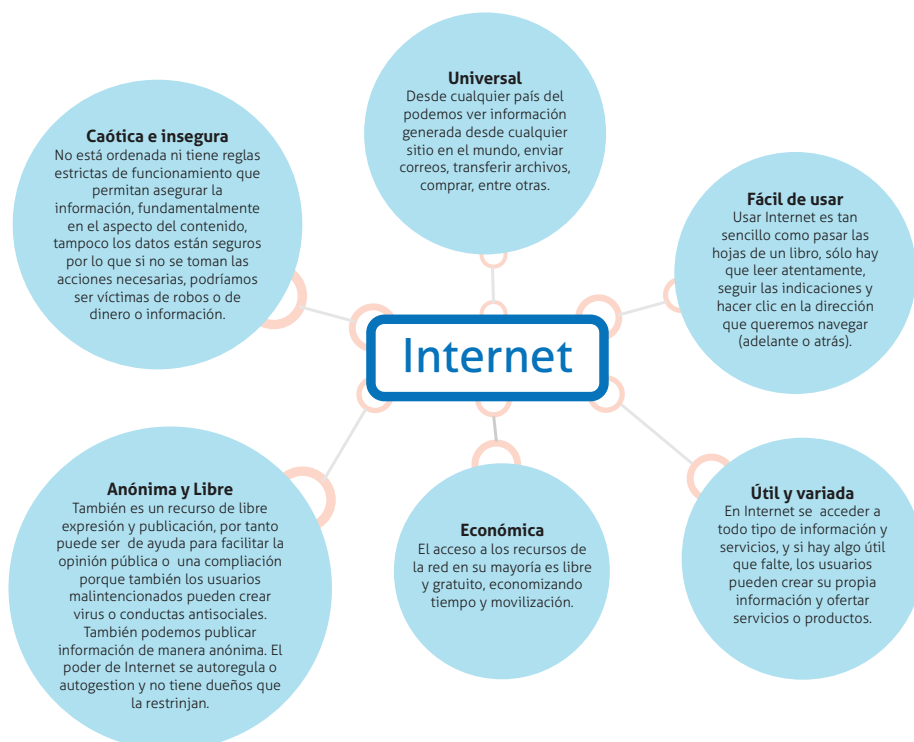 Universal
Desde cualquier país del
podemos ver información
generada desde cualquier
sitio en el mundo, enviar
correos, transferir archivos,
comprar, entre otras.
Caótica e insegura
No está ordenada ni tiene reglas
estrictas de funcionamiento que
permitan asegurar la
información, fundamentalmente
en el aspecto del contenido,
tampoco los datos están seguros
por lo que si no se toman las
acciones necesarias, podríamos
ser víctimas de robos o de
dinero o información.
Fácil de usar
Usar Internet es tan
sencillo como pasar las
hojas de un libro, sólo hay
que leer atentamente,
seguir las indicaciones y
hacer clic en la dirección
que queremos navegar
(adelante o atrás).
Internet
Anónima y Libre
También es un recurso de libre
expresión y publicación, por tanto
puede ser de ayuda para facilitar la
opinión pública o una compliación
porque también los usuarios
malintencionados pueden crear
virus o conductas antisociales.
También podemos publicar
información de manera anónima. El
poder de Internet se autoregula o
autogestion y no tiene dueños que
la restrinjan.
Económica
El acceso a los recursos de
la red en su mayoría es libre
y gratuito, economizando
tiempo y movilización.
Útil y variada
En Internet se acceder a
todo tipo de información y
servicios, y si hay algo útil
que falte, los usuarios
pueden crear su propia
información y ofertar
servicios o productos.